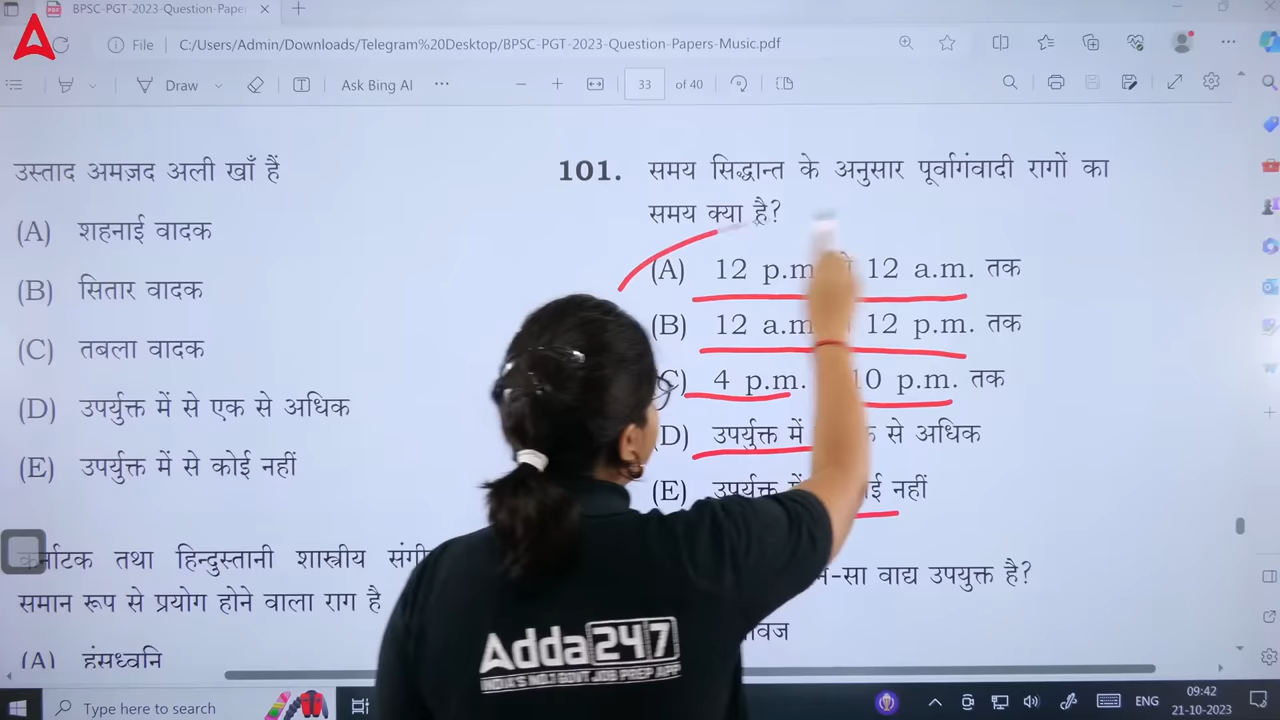 BPSC-PGT-2023-Question-Paper
File
C:/Users/Admin/Downloads/Telegram%20Desktop/BPSC-PGT-2023-Question-Papers-Music.pdf
Draw
Ask Bing AI
33
of 40
उस्ताद अमज़द अली खाँ हैं
(A) शहनाई वादक
(B) सितार वादक
(C) तबला वादक
(D) उपर्युक्त में से एक से अधिक
(E) उपर्युक्त में से कोई नहीं
कर्नाटक तथा हिन्दुस्तानी शास्त्रीय
समान रूप से प्रयोग होने वाला राग है
(A) हंसध्वनि
101. समय सिद्धान्त के अनुसार पूर्वागंवादी रागों का
समय क्या है?
(A) 12 p.m 12 a.m. तक
(B) 12 a.m 12 p.m. तक
(C) 4 p.m. 10 p.m. तक
(D) उपर्युक्त में से अधिक
(E) उपर्युक्त में नहीं
वाद्य उपयुक्त है?
Adda247
INDIA'S NO.1 GOVT JOB PREP APP
Type here to search
ENG
09:42
21-10-2023